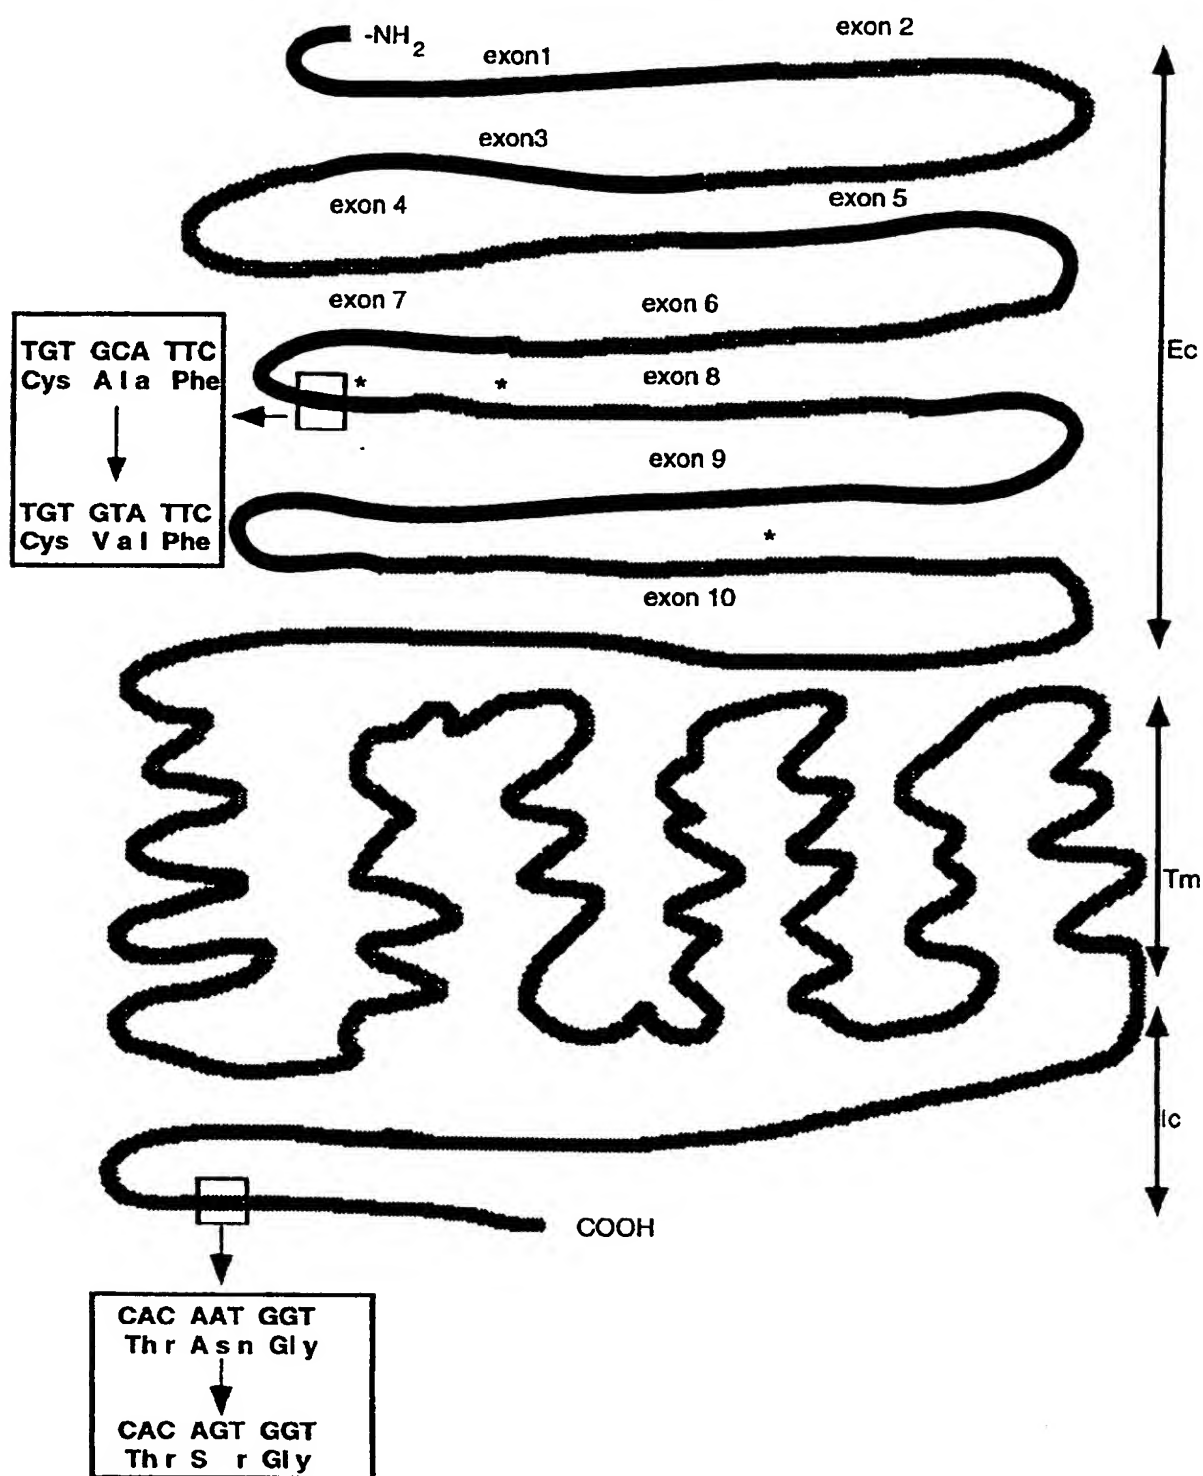 -NH2
exon 2
exon1
exon3
exon 4
exon 5
exon 7
exon 6
TGT GCA TTC
Cys Ala Phe
* *
exon 8
Ec
exon 9
TGT GTA TTC
Cys Val Phe
*
exon 10
Tm
Ic
COOH
CAC AAT GGT
Thr Asn Gly
CAC AGT GGT
Thr S r Gly